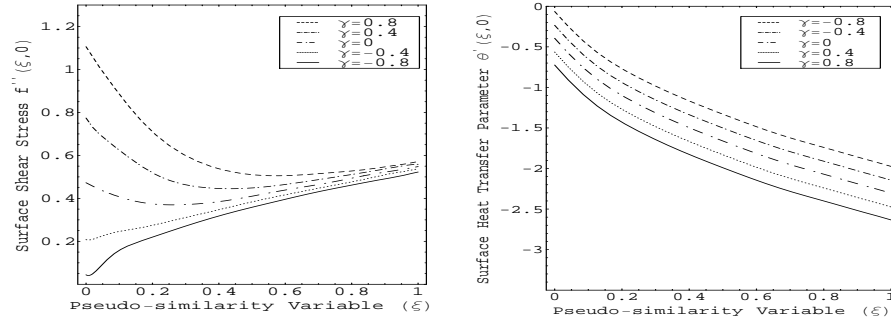 Surface Shear Stress f''(ξ,0)
1.2
1
0.8
0.6
0.4
0.2
γ=0.8
γ=0.4
γ=0
γ=-0.4
γ=-0.8
0 0.2 0.4 0.6 0.8 1
Pseudo-similarity Variable (ξ)
Surface Heat Transfer Parameter θ'(ξ,0)
0
-0.5
-1
-1.5
-2
-2.5
-3
γ=-0.8
γ=-0.4
γ=0
γ=0.4
γ=0.8
0 0.2 0.4 0.6 0.8 1
Pseudo-similarity Variable (ξ)